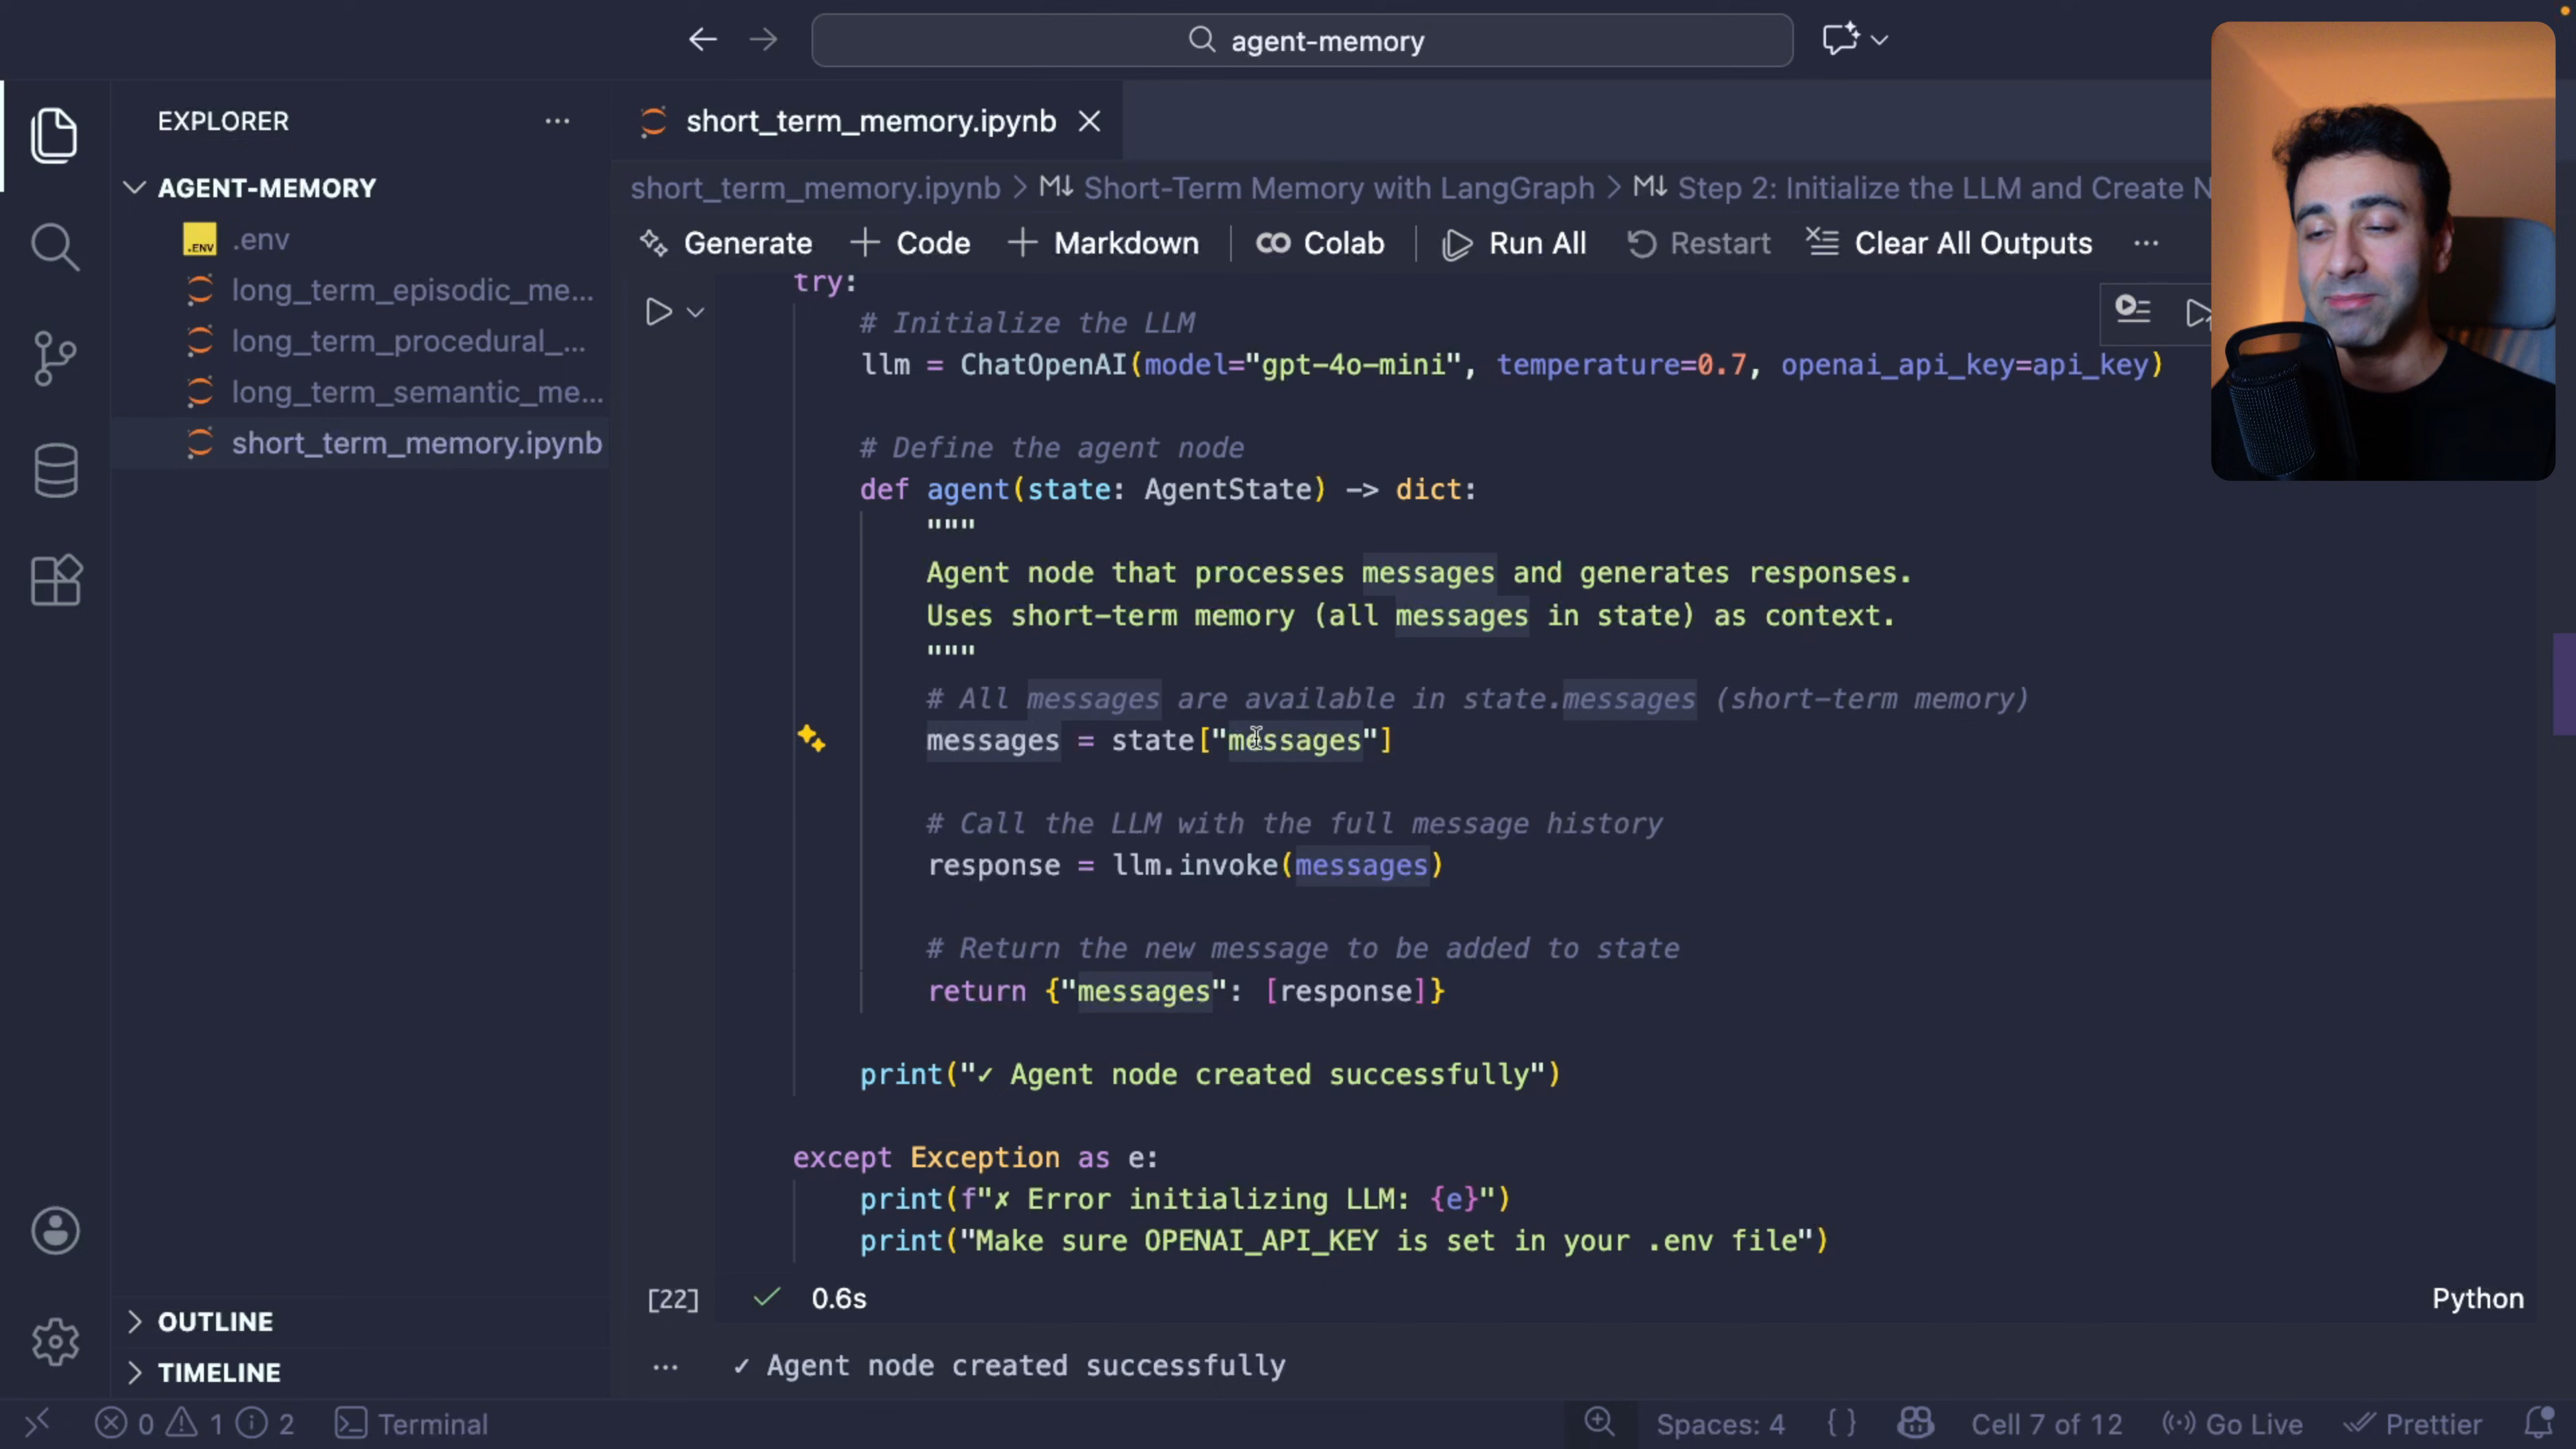 agent-memory
EXPLORER
short_term_memory.ipynb
AGENT-MEMORY
.env
long_term_episodic_me...
long_term_procedural_...
long_term_semantic_me...
short_term_memory.ipynb
short_term_memory.ipynb > M↓ Short-Term Memory with LangGraph > M↓ Step 2: Initialize the LLM and Create N
Generate + Code + Markdown Colab Run All Restart Clear All Outputs ...
try:
# Initialize the LLM
llm = ChatOpenAI(model="gpt-4o-mini", temperature=0.7, openai_api_key=api_key)
# Define the agent node
def agent(state: AgentState) -> dict:
"""
Agent node that processes messages and generates responses.
Uses short-term memory (all messages in state) as context.
"""
# All messages are available in state.messages (short-term memory)
messages = state["messages"]
# Call the LLM with the full message history
response = llm.invoke(messages)
# Return the new message to be added to state
return {"messages": [response]}
print("✓ Agent node created successfully")
except Exception as e:
print(f"✗ Error initializing LLM: {e}")
print("Make sure OPENAI_API_KEY is set in your .env file")
[22] ✓ 0.6s Python
✓ Agent node created successfully
OUTLINE
TIMELINE
0 1 2 Terminal Spaces: 4 {} Cell 7 of 12 Go Live Prettier